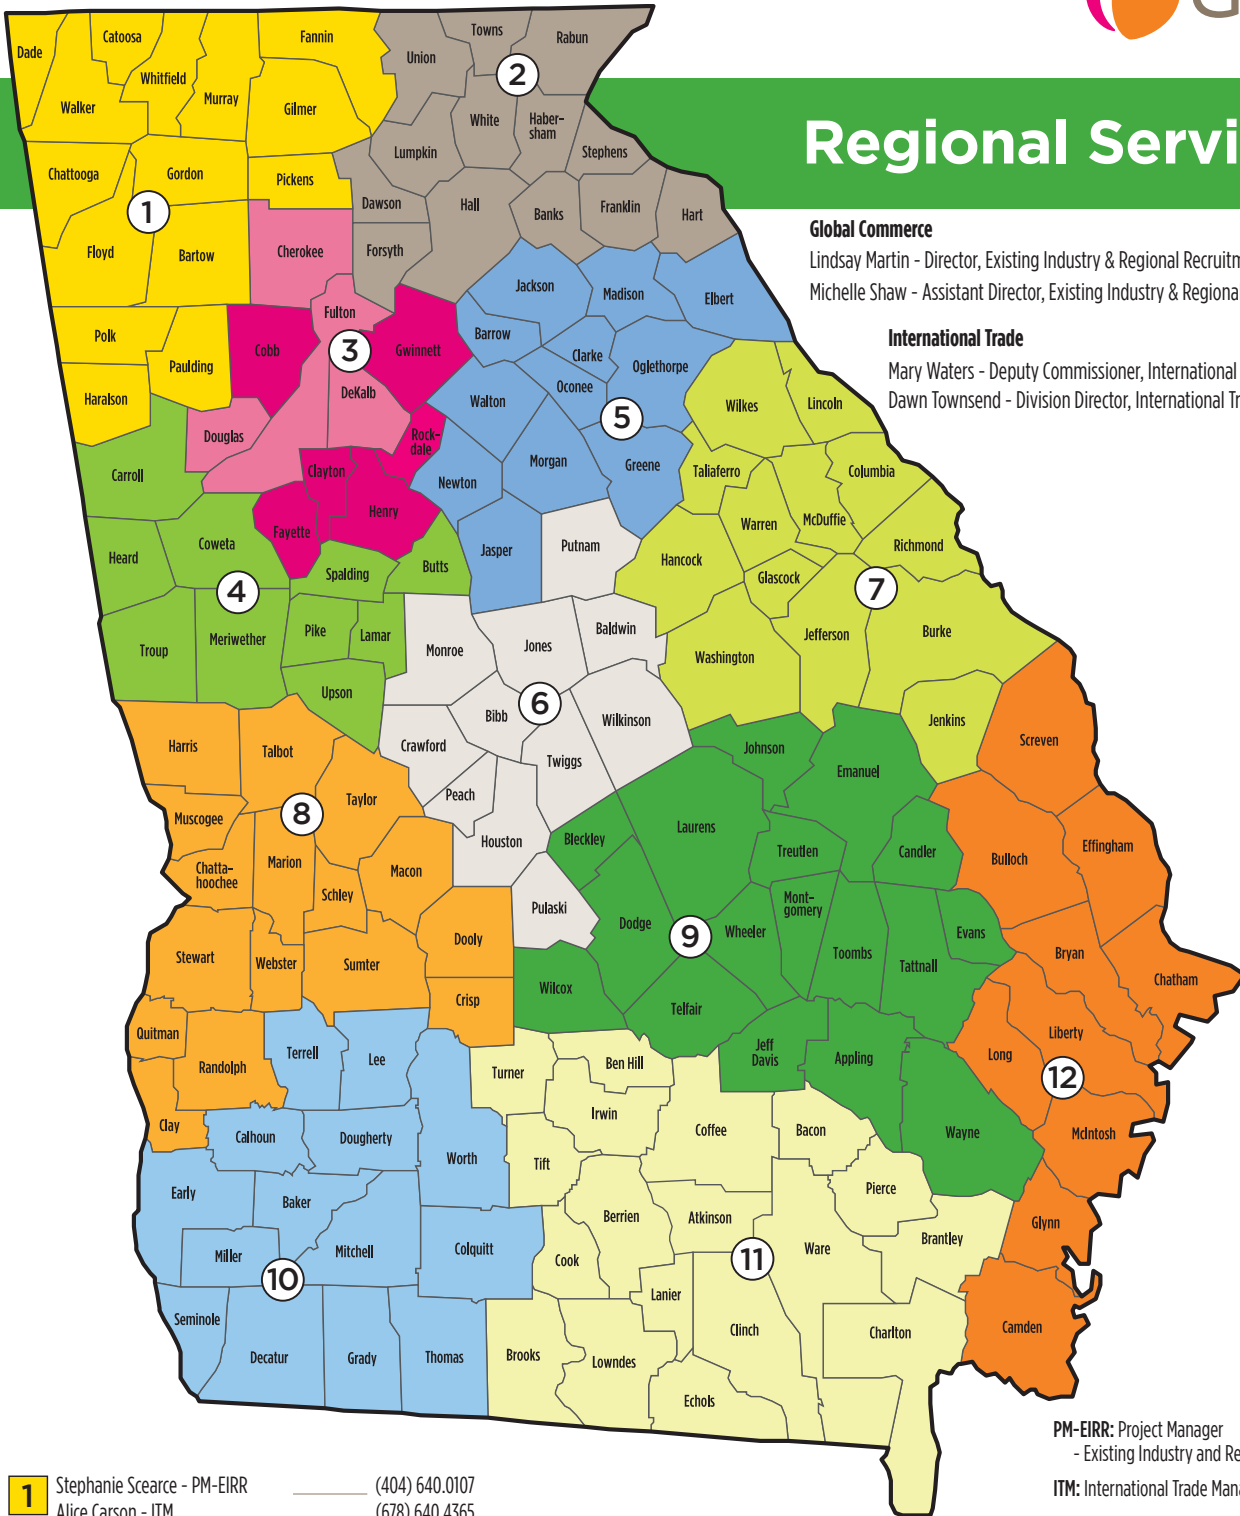 G
Regional Servi
Global Commerce
Lindsay Martin - Director, Existing Industry & Regional Recruitm
Michelle Shaw - Assistant Director, Existing Industry & Regional
International Trade
Mary Waters - Deputy Commissioner, International
Dawn Townsend - Division Director, International Tr
Dade
Catoosa
Whitfield
Walker
Murray
Fannin
Gilmer
Chattooga
Gordon
Pickens
1
Floyd
Bartow
Polk
Paulding
Haralson
Union
Towns
Rabun
2
White
Haber-
sham
Lumpkin
Stephens
Dawson
Hall
Banks
Franklin
Hart
Forsyth
Cherokee
Fulton
3
Cobb
Gwinnett
DeKalb
Douglas
Rock-
dale
Clayton
Henry
Fayette
Carroll
Heard
Coweta
4
Spalding
Butts
Troup
Meriwether
Pike
Lamar
Upson
Jackson
Madison
Elbert
Barrow
Clarke
Oglethorpe
Oconee
Walton
5
Morgan
Greene
Newton
Jasper
Putnam
Monroe
Jones
Baldwin
6
Bibb
Wilkinson
Crawford
Twiggs
Peach
Houston
Pulaski
Wilkes
Lincoln
Taliaferro
Columbia
Warren
McDuffie
Richmond
Hancock
Glascock
7
Jefferson
Burke
Washington
Jenkins
Harris
Talbot
Taylor
8
Muscogee
Chatta-
hoochee
Marion
Schley
Macon
Dooly
Stewart
Webster
Sumter
Crisp
Quitman
Randolph
Clay
Johnson
Emanuel
Bleckley
Laurens
Treutlen
Candler
Dodge
9
Wheeler
Mont-
gomery
Toombs
Tattnall
Evans
Wilcox
Telfair
Jeff
Davis
Appling
Wayne
Terrell
Lee
Calhoun
Dougherty
Worth
Early
Baker
Miller
Mitchell
Colquitt
10
Seminole
Decatur
Grady
Thomas
Turner
Ben Hill
Irwin
Coffee
Bacon
Tift
Pierce
Berrien
Atkinson
Ware
Brantley
Cook
11
Lanier
Clinch
Charlton
Brooks
Lowndes
Echols
Screven
Bulloch
Effingham
Bryan
Chatham
Liberty
Long
12
McIntosh
Glynn
Camden
PM-EIRR: Project Manager
- Existing Industry and Re
ITM: International Trade Mana
1
Stephanie Scearce - PM-EIRR (404) 640.0107
Alice Carson - ITM (678) 640.4365